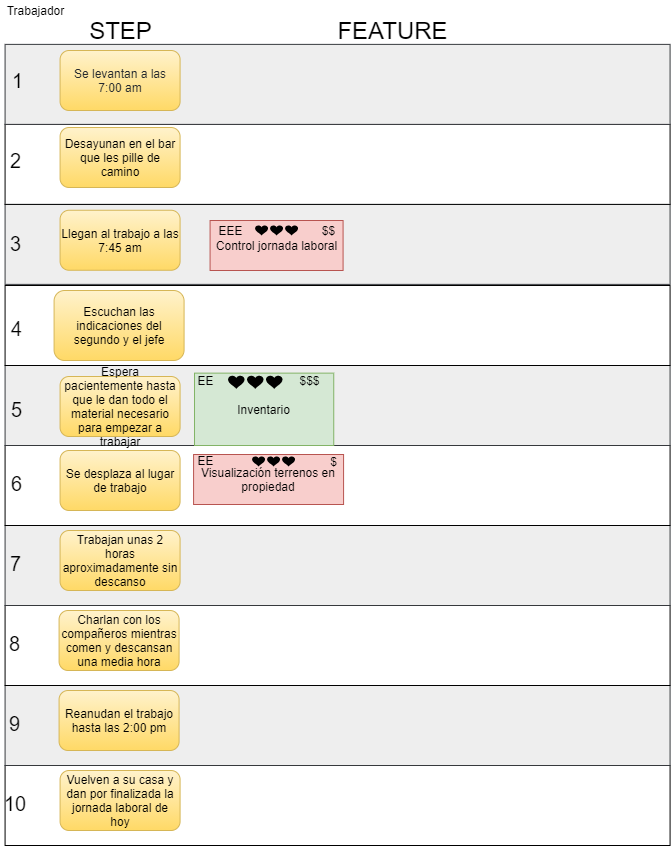 Trabajador
STEP FEATURE
1
Se levantan a las
7:00 am
2
Desayunan en el bar
que les pille de
camino
3
Llegan al trabajo a las
7:45 am
EEE $$
Control jornada laboral
4
Escuchan las
indicaciones del
segundo y el jefe
5
Espera
pacientemente hasta
que le dan todo el
material necesario
para empezar a
trabajar
EE $$$
Inventario
6
Se desplaza al lugar
de trabajo
EE $
Visualización terrenos en
propiedad
7
Trabajan unas 2
horas
aproximadamente sin
descanso
8
Charlan con los
compañeros mientras
comen y descansan
una media hora
9
Reanudan el trabajo
hasta las 2:00 pm
10
Vuelven a su casa y
dan por finalizada la
jornada laboral de
hoy